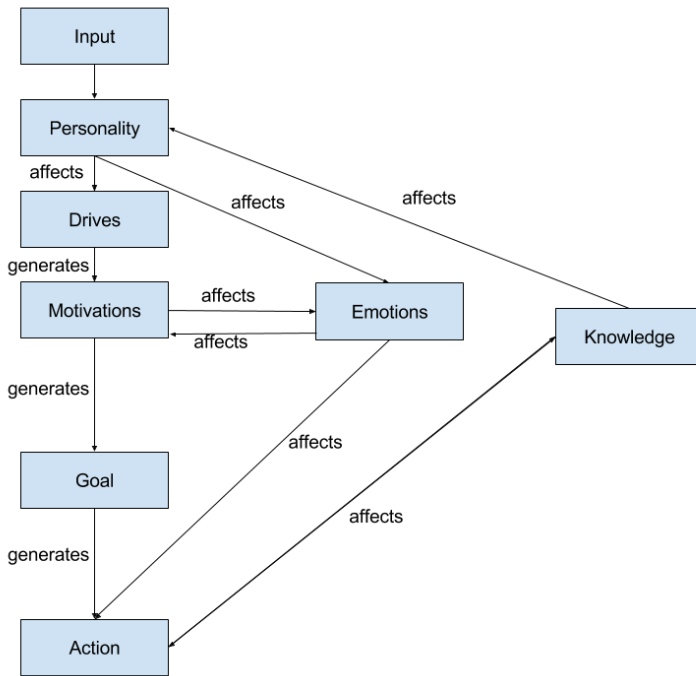 Input
Personality
affects
affects
affects
Drives
generates
Motivations
affects
affects
Emotions
Knowledge
generates
affects
Goal
affects
generates
Action